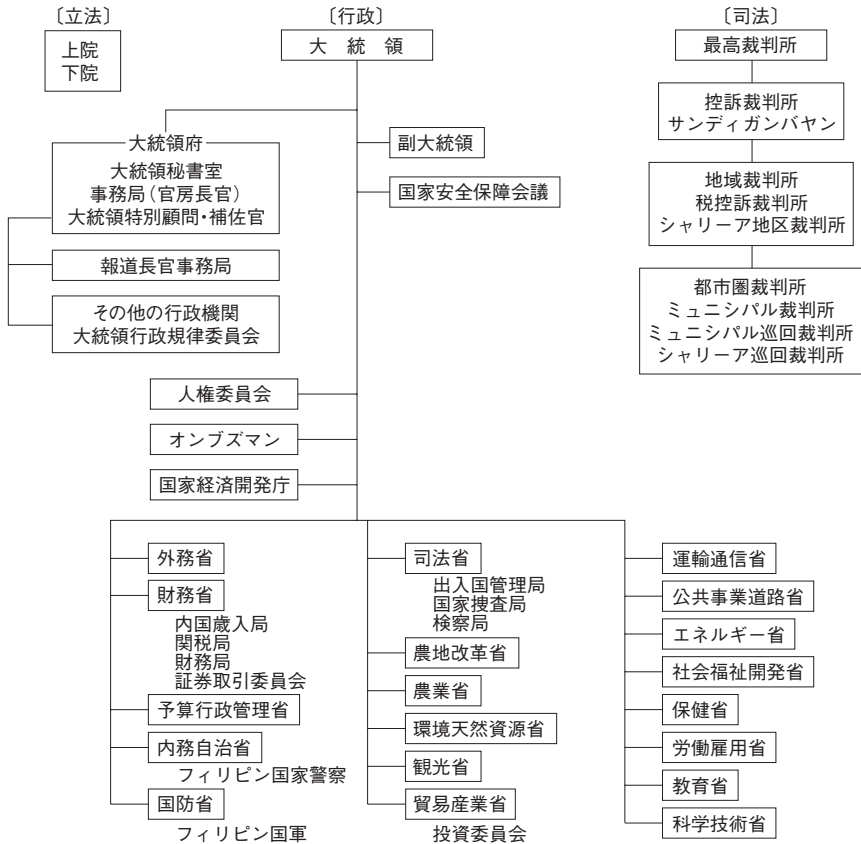 〔立法〕
上院
下院
〔行政〕
大統領
大統領府
大統領秘書室
事務局(官房長官)
大統領特別顧問・補佐官
報道長官事務局
その他の行政機関
大統領行政規律委員会
副大統領
国家安全保障会議
人権委員会
オンブズマン
国家経済開発庁
外務省
財務省
内国歳入局
関税局
財務局
証券取引委員会
予算行政管理省
内務自治省
フィリピン国家警察
国防省
フィリピン国軍
司法省
出入国管理局
国家捜査局
検察局
農地改革省
農業省
環境天然資源省
観光省
貿易産業省
投資委員会
運輸通信省
公共事業道路省
エネルギー省
社会福祉開発省
保健省
労働雇用省
教育省
科学技術省
〔司法〕
最高裁判所
控訴裁判所
サンディガンバヤン
地域裁判所
税控訴裁判所
シャリーア地区裁判所
都市圏裁判所
ミュニシパル裁判所
ミュニシパル巡回裁判所
シャリーア巡回裁判所